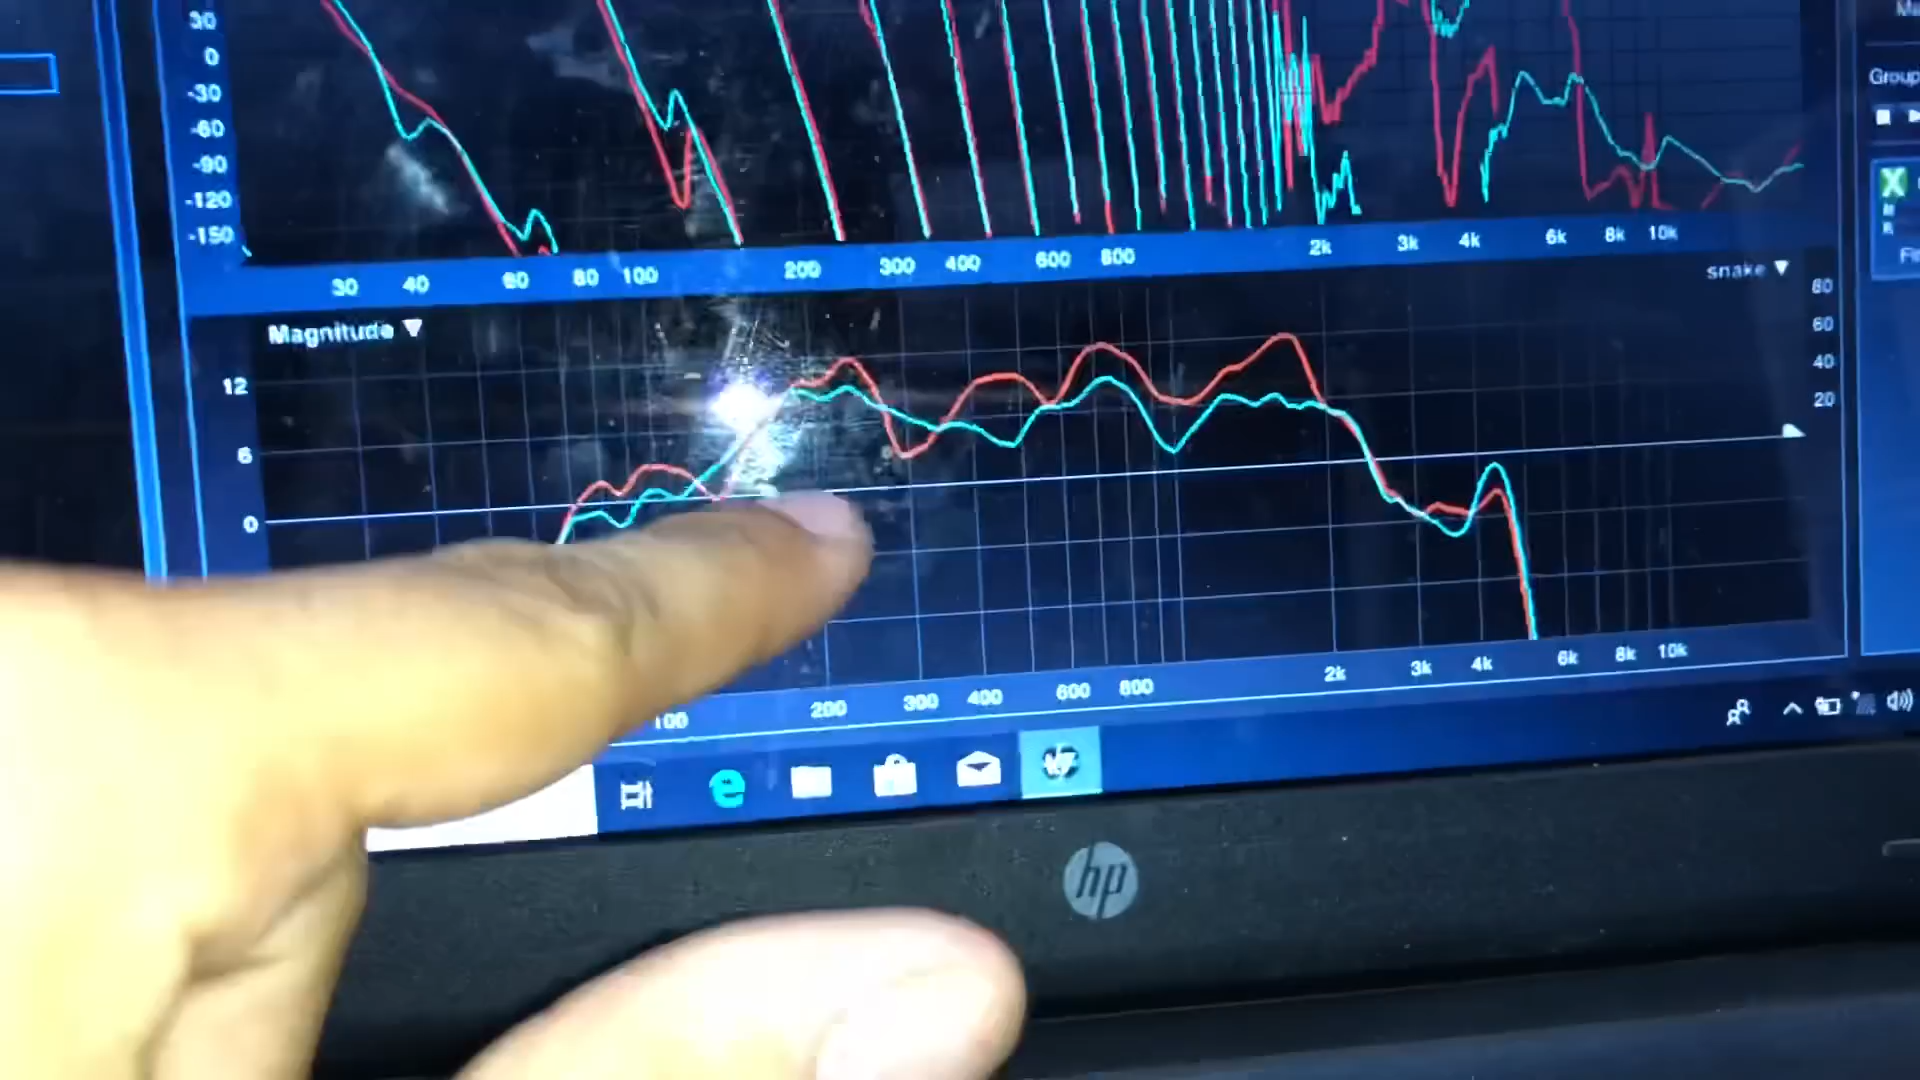 30
0
-30
-60
-90
-120
-150
30 40 60 80 100 200 300 400 600 800 2k 3k 4k 6k 8k 10k
Group
Magnitude
snake
80
60
40
20
12
6
0
100 200 300 400 600 800 2k 3k 4k 6k 8k 10k
hp